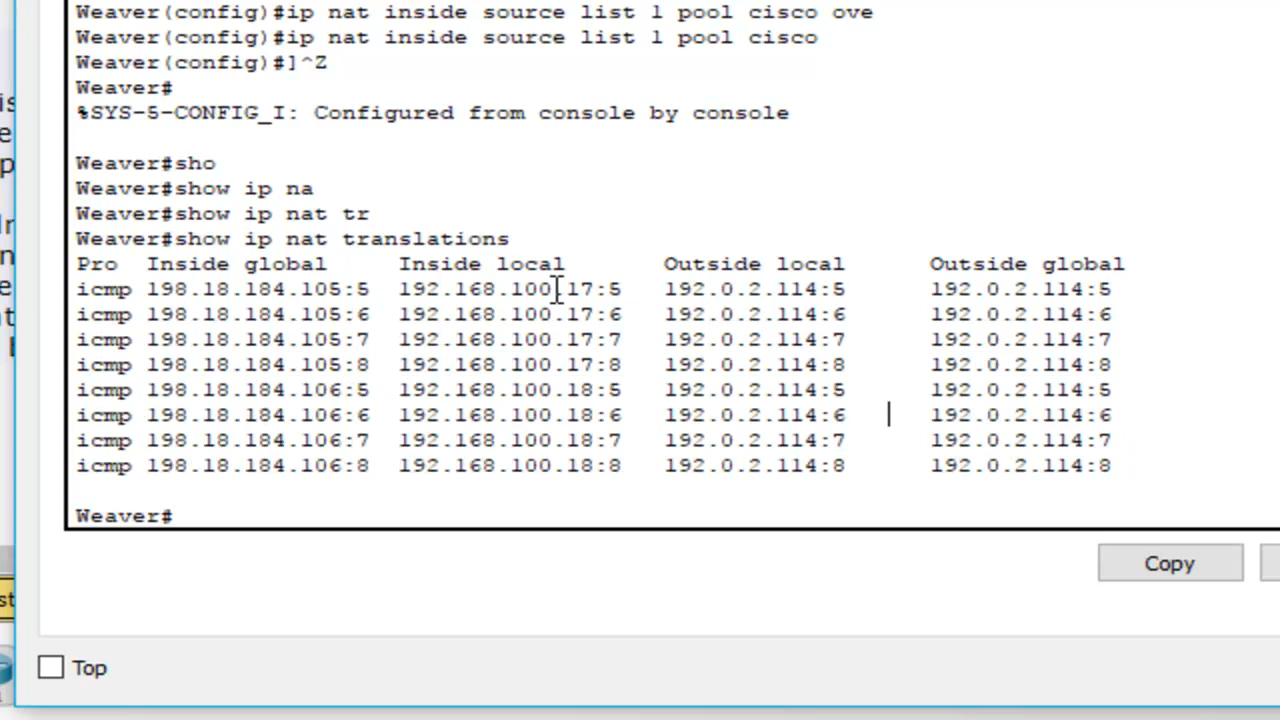 Weaver(config)#ip nat inside source list 1 pool cisco ove
Weaver(config)#ip nat inside source list 1 pool cisco
Weaver(config)#]^Z
Weaver#
%SYS-5-CONFIG_I: Configured from console by console
Weaver#sho
Weaver#show ip na
Weaver#show ip nat tr
Weaver#show ip nat translations
Pro Inside global Inside local Outside local Outside global
icmp 198.18.184.105:5 192.168.100.17:5 192.0.2.114:5 192.0.2.114:5
icmp 198.18.184.105:6 192.168.100.17:6 192.0.2.114:6 192.0.2.114:6
icmp 198.18.184.105:7 192.168.100.17:7 192.0.2.114:7 192.0.2.114:7
icmp 198.18.184.105:8 192.168.100.17:8 192.0.2.114:8 192.0.2.114:8
icmp 198.18.184.106:5 192.168.100.18:5 192.0.2.114:5 192.0.2.114:5
icmp 198.18.184.106:6 192.168.100.18:6 192.0.2.114:6 192.0.2.114:6
icmp 198.18.184.106:7 192.168.100.18:7 192.0.2.114:7 192.0.2.114:7
icmp 198.18.184.106:8 192.168.100.18:8 192.0.2.114:8 192.0.2.114:8
Weaver#
Copy
Top